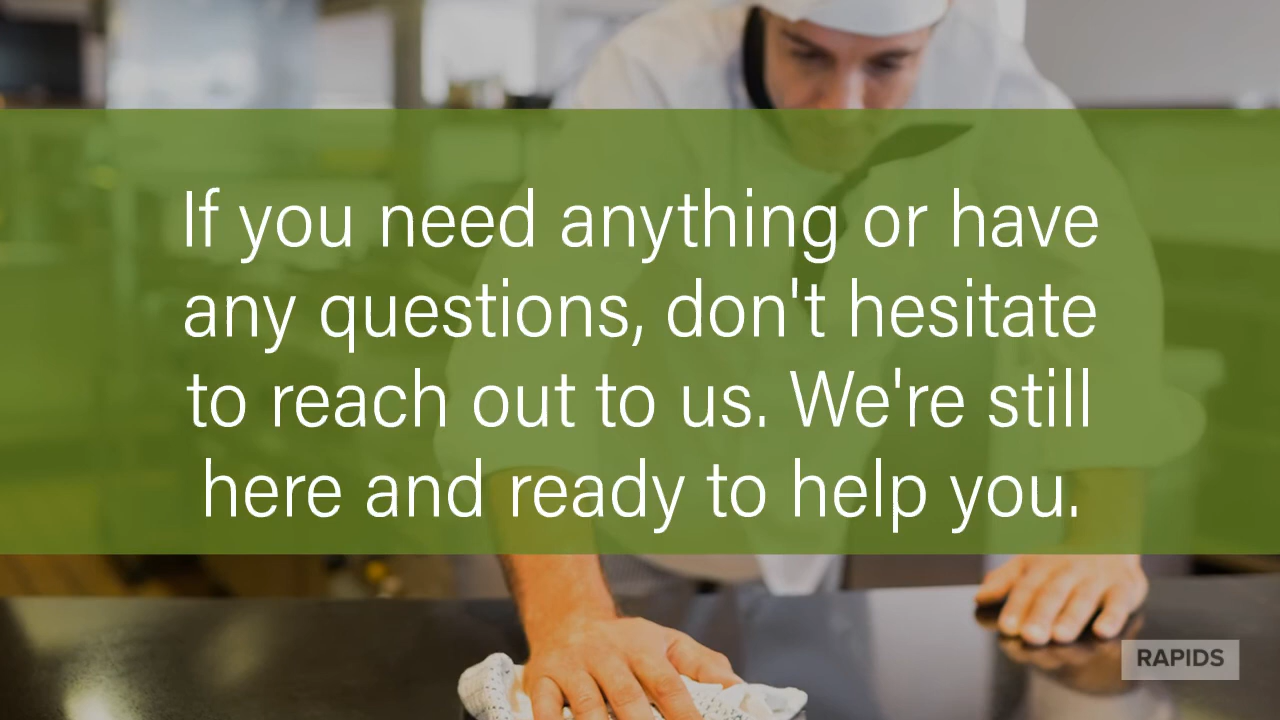 If you need anything or have
any questions, don't hesitate
to reach out to us. We're still
here and ready to help you.
RAPIDS